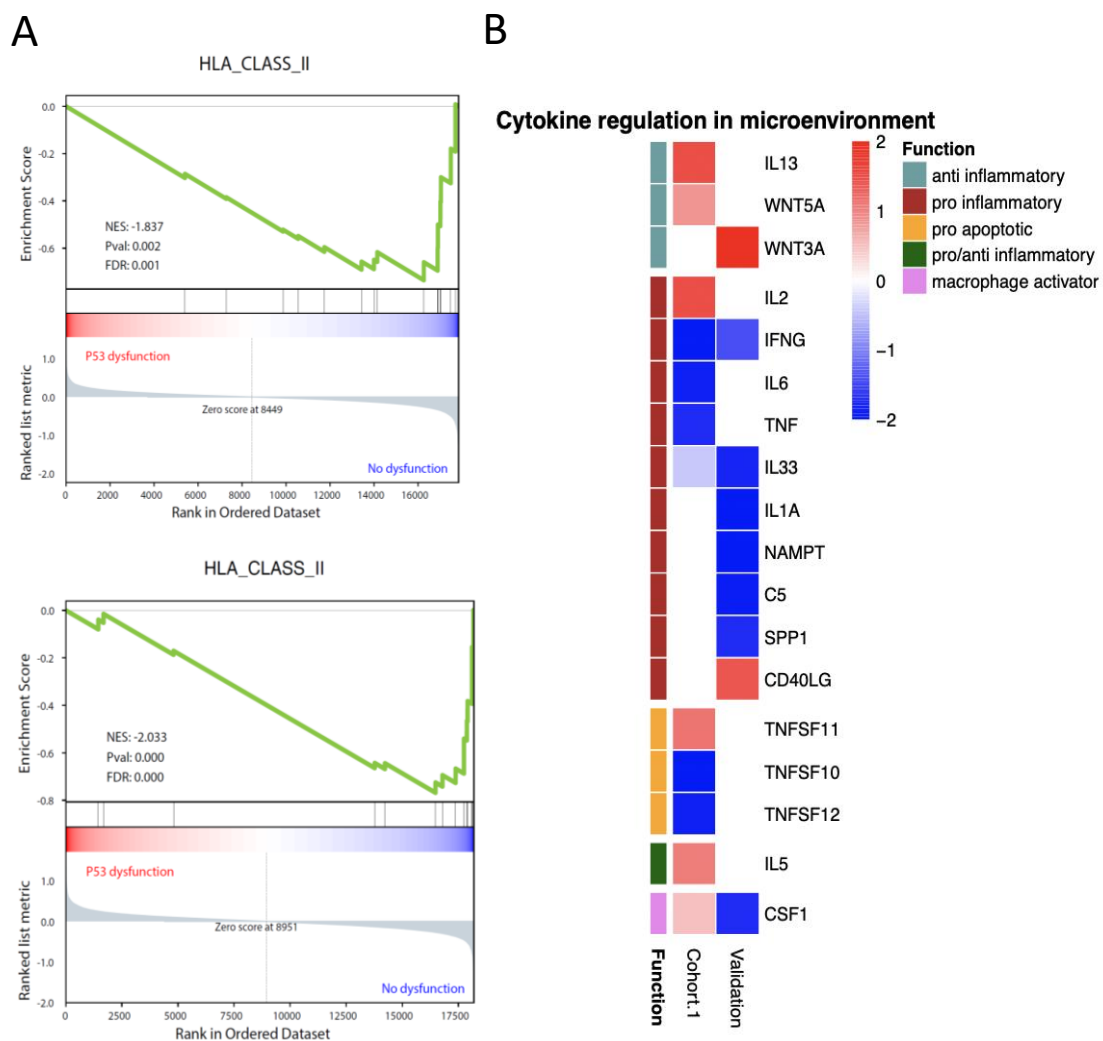 A
HLA_CLASS_II
0.0
-0.2
-0.4
-0.6
Enrichment Score
NES: -1.837
Pval: 0.002
FDR: 0.001
P53 dysfunction
1.0
0.0
-1.0
-2.0
Ranked list metric
Zero score at 8449
No dysfunction
0 2000 4000 6000 8000 10000 12000 14000 16000
Rank in Ordered Dataset
HLA_CLASS_II
0.0
-0.2
-0.4
-0.6
-0.8
Enrichment Score
NES: -2.033
Pval: 0.000
FDR: 0.000
P53 dysfunction
1.0
0.0
-1.0
-2.0
Ranked list metric
Zero score at 8951
No dysfunction
0 2500 5000 7500 10000 12500 15000 17500
Rank in Ordered Dataset
B
Cytokine regulation in microenvironment
IL13
WNT5A
WNT3A
IL2
IFNG
IL6
TNF
IL33
IL1A
NAMPT
C5
SPP1
CD40LG
TNFSF11
TNFSF10
TNFSF12
IL5
CSF1
Function
Cohort.1
Validation
2
1
0
−1
−2
Function
anti inflammatory
pro inflammatory
pro apoptotic
pro/anti inflammatory
macrophage activator